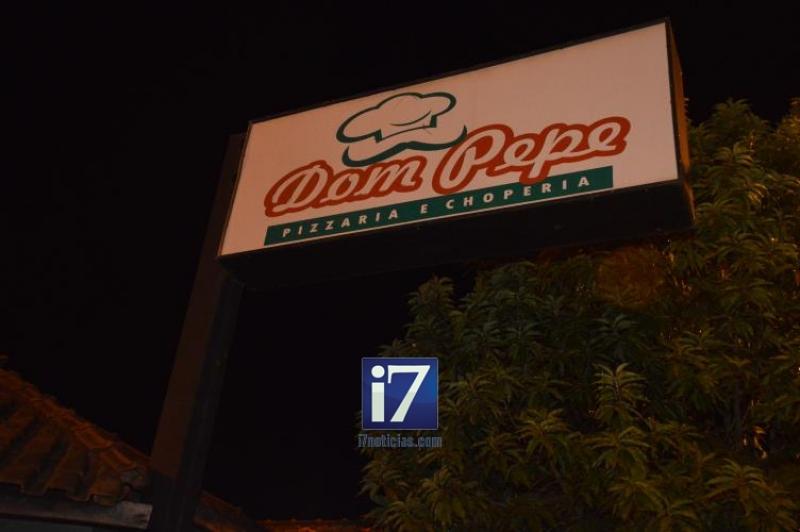 Dom Pepe
PIZZARIA E CHOPERIA
i7
i7noticias.com